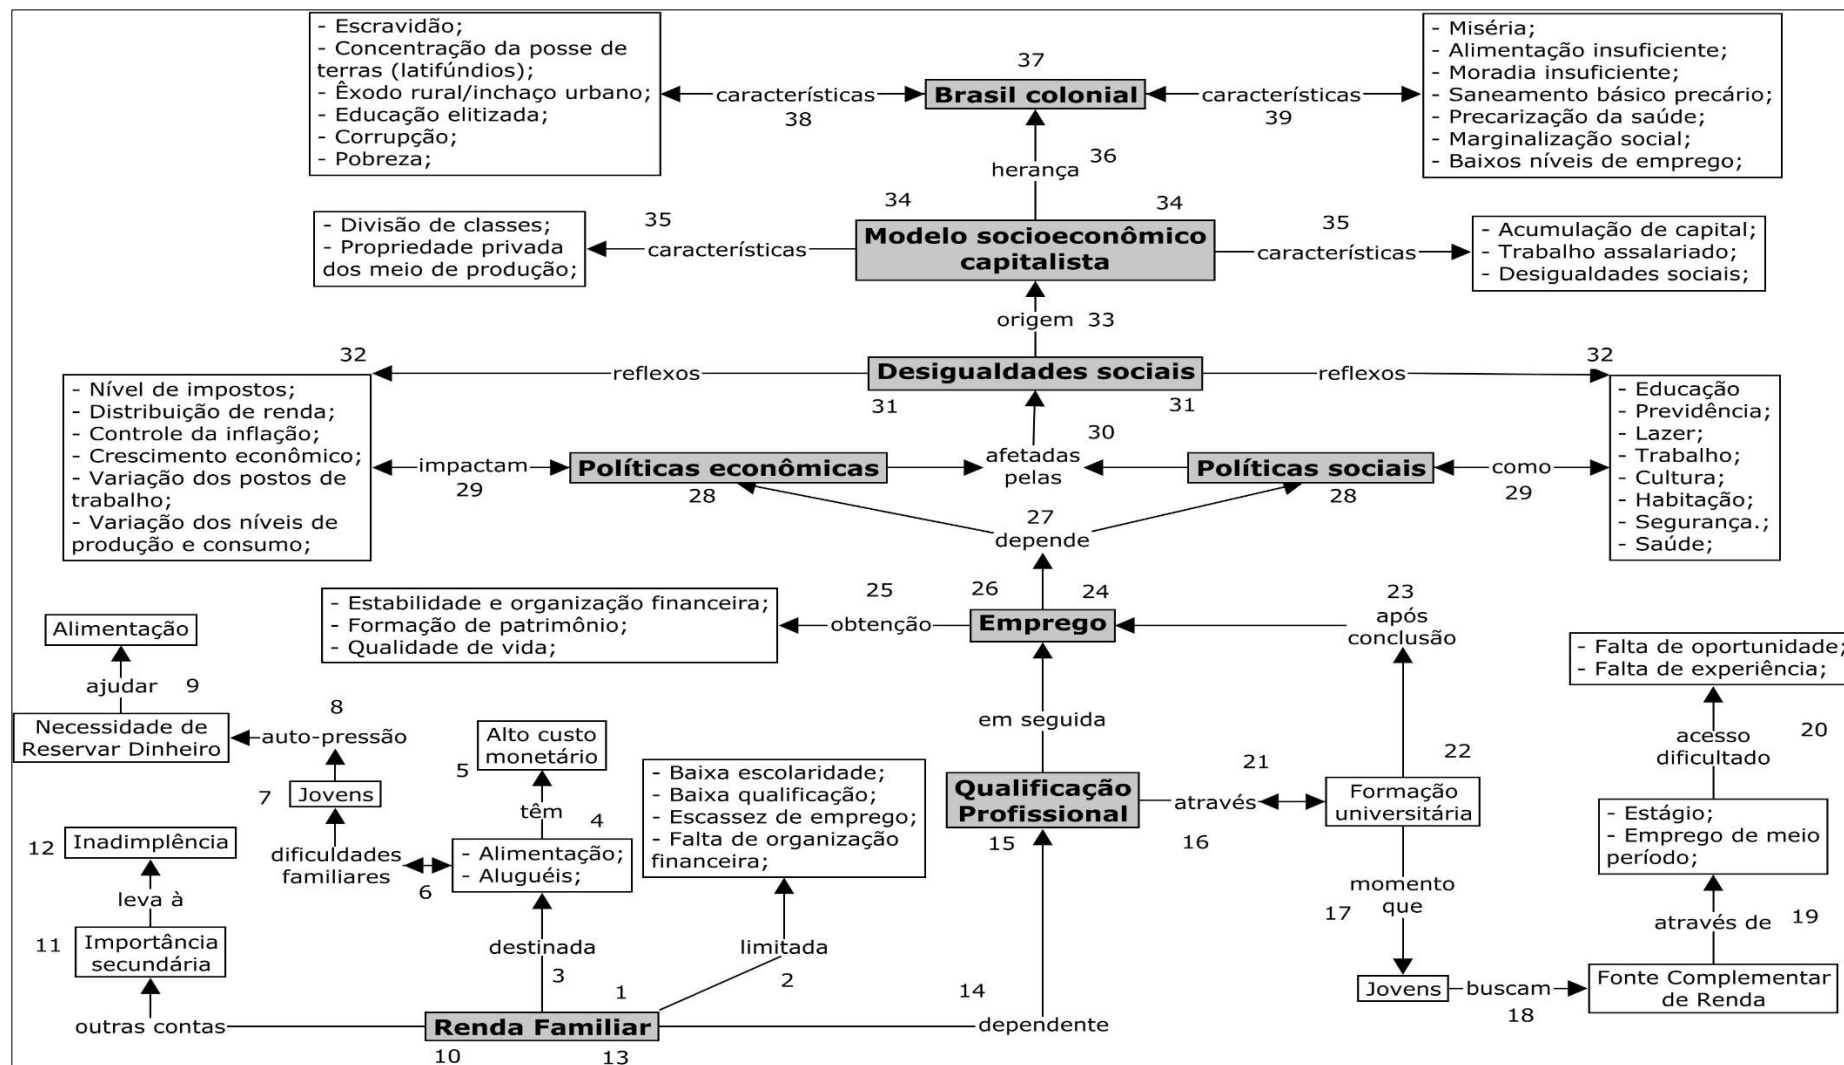 - Escravidão;
- Concentração da posse de
terras (latifúndios);
- Êxodo rural/inchaço urbano;
- Educação elitizada;
- Corrupção;
- Pobreza;
características
38
37
Brasil colonial
características
39
- Miséria;
- Alimentação insuficiente;
- Moradia insuficiente;
- Saneamento básico precário;
- Precarização da saúde;
- Marginalização social;
- Baixos níveis de emprego;
herança
36
- Divisão de classes;
- Propriedade privada
dos meio de produção;
35
características
34
34
Modelo socioeconômico
capitalista
35
características
- Acumulação de capital;
- Trabalho assalariado;
- Desigualdades sociais;
origem 33
32
reflexos
Desigualdades sociais
31
31
reflexos
32
- Nível de impostos;
- Distribuição de renda;
- Controle da inflação;
- Crescimento econômico;
- Variação dos postos de
trabalho;
- Variação dos níveis de
produção e consumo;
impactam
29
Políticas econômicas
28
30
afetadas
pelas
Políticas sociais
28
como
29
- Educação
- Previdência;
- Lazer;
- Trabalho;
- Cultura;
- Habitação;
- Segurança.;
- Saúde;
27
depende
- Estabilidade e organização financeira;
- Formação de patrimônio;
- Qualidade de vida;
25
obtenção
26
24
Emprego
23
após
conclusão
Alimentação
ajudar 9
Necessidade de
Reservar Dinheiro
8
auto-pressão
7
Jovens
dificuldades
familiares
6
Alto custo
monetário
5
têm
4
- Alimentação;
- Aluguéis;
- Baixa escolaridade;
- Baixa qualificação;
- Escassez de emprego;
- Falta de organização
financeira;
em seguida
Qualificação
Profissional
15
21
através
16
22
Formação
universitária
- Falta de oportunidade;
- Falta de experiência;
20
acesso
dificultado
- Estágio;
- Emprego de meio
período;
19
através de
12
Inadimplência
leva à
11
Importância
secundária
outras contas
destinada
3
limitada
2
1
Renda Familiar
10
13
14
dependente
momento
que
17
Jovens
buscam
18
Fonte Complementar
de Renda